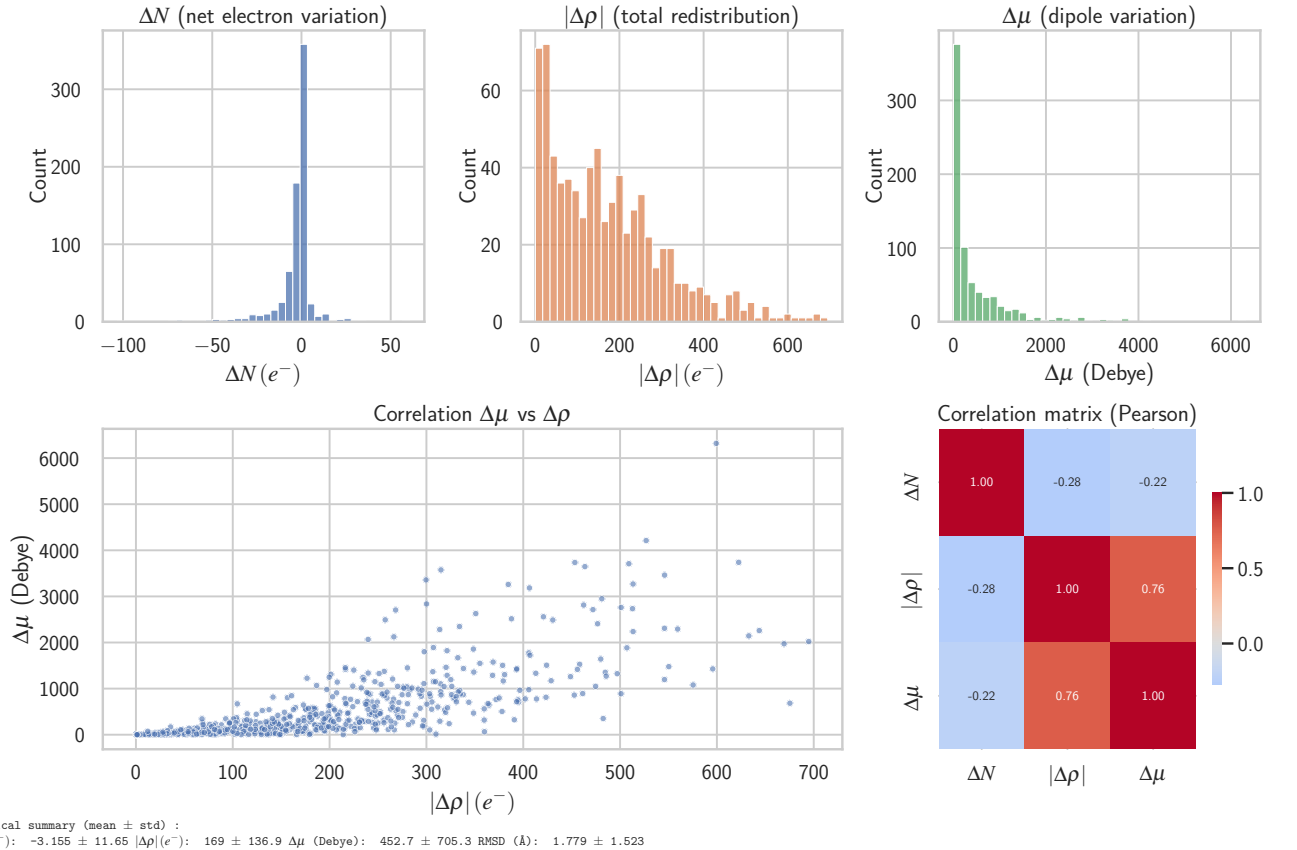 ΔN (net electron variation)
|Δρ| (total redistribution)
Δμ (dipole variation)
Count
300
200
100
0
−100
−50
0
50
ΔN (e⁻)
Count
60
40
20
0
0
200
400
600
|Δρ| (e⁻)
Count
300
200
100
0
0
2000
4000
6000
Δμ (Debye)
Correlation Δμ vs Δρ
Δμ (Debye)
6000
5000
4000
3000
2000
1000
0
0
100
200
300
400
500
600
700
|Δρ| (e⁻)
Correlation matrix (Pearson)
ΔN
1.00
-0.28
-0.22
|Δρ|
-0.28
1.00
0.76
Δμ
-0.22
0.76
1.00
ΔN
|Δρ|
Δμ
1.0
0.5
0.0
cal summary (mean ± std) :
⁻): -3.155 ± 11.65 |Δρ|(e⁻): 169 ± 136.9 Δμ (Debye): 452.7 ± 705.3 RMSD (Å): 1.779 ± 1.523